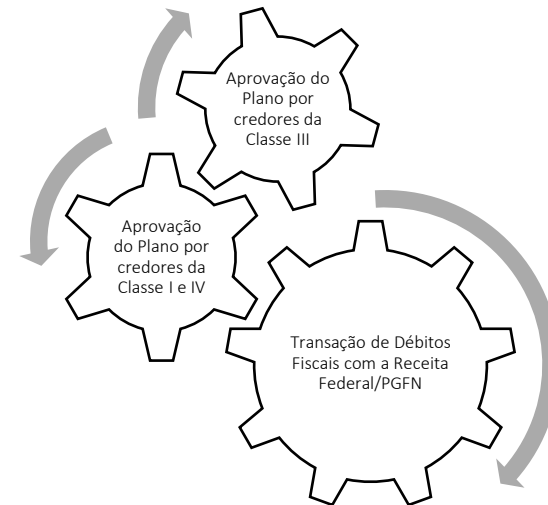 Aprovação do
Plano por
credores da
Classe III
Aprovação
do Plano por
credores da
Classe I e IV
Transação de Débitos
Fiscais com a Receita
Federal/PGFN